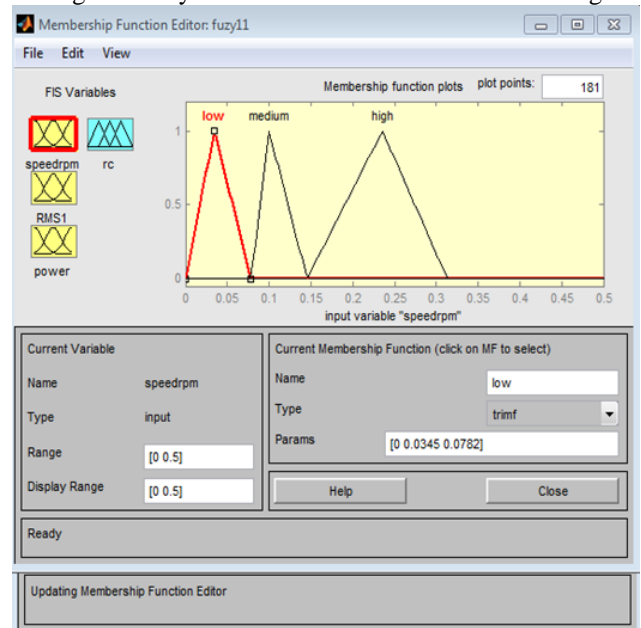 Membership Function Editor: fuzy11
File Edit View
FIS Variables
Membership function plots plot points: 181
low medium high
speedrpm rc
RMS1
power
1
0.5
0
0 0.05 0.1 0.15 0.2 0.25 0.3 0.35 0.4 0.45 0.5
input variable "speedrpm"
Current Variable
Name speedrpm
Type input
Range [0 0.5]
Display Range [0 0.5]
Current Membership Function (click on MF to select)
Name low
Type trimf
Params [0 0.0345 0.0782]
Help Close
Ready
Updating Membership Function Editor